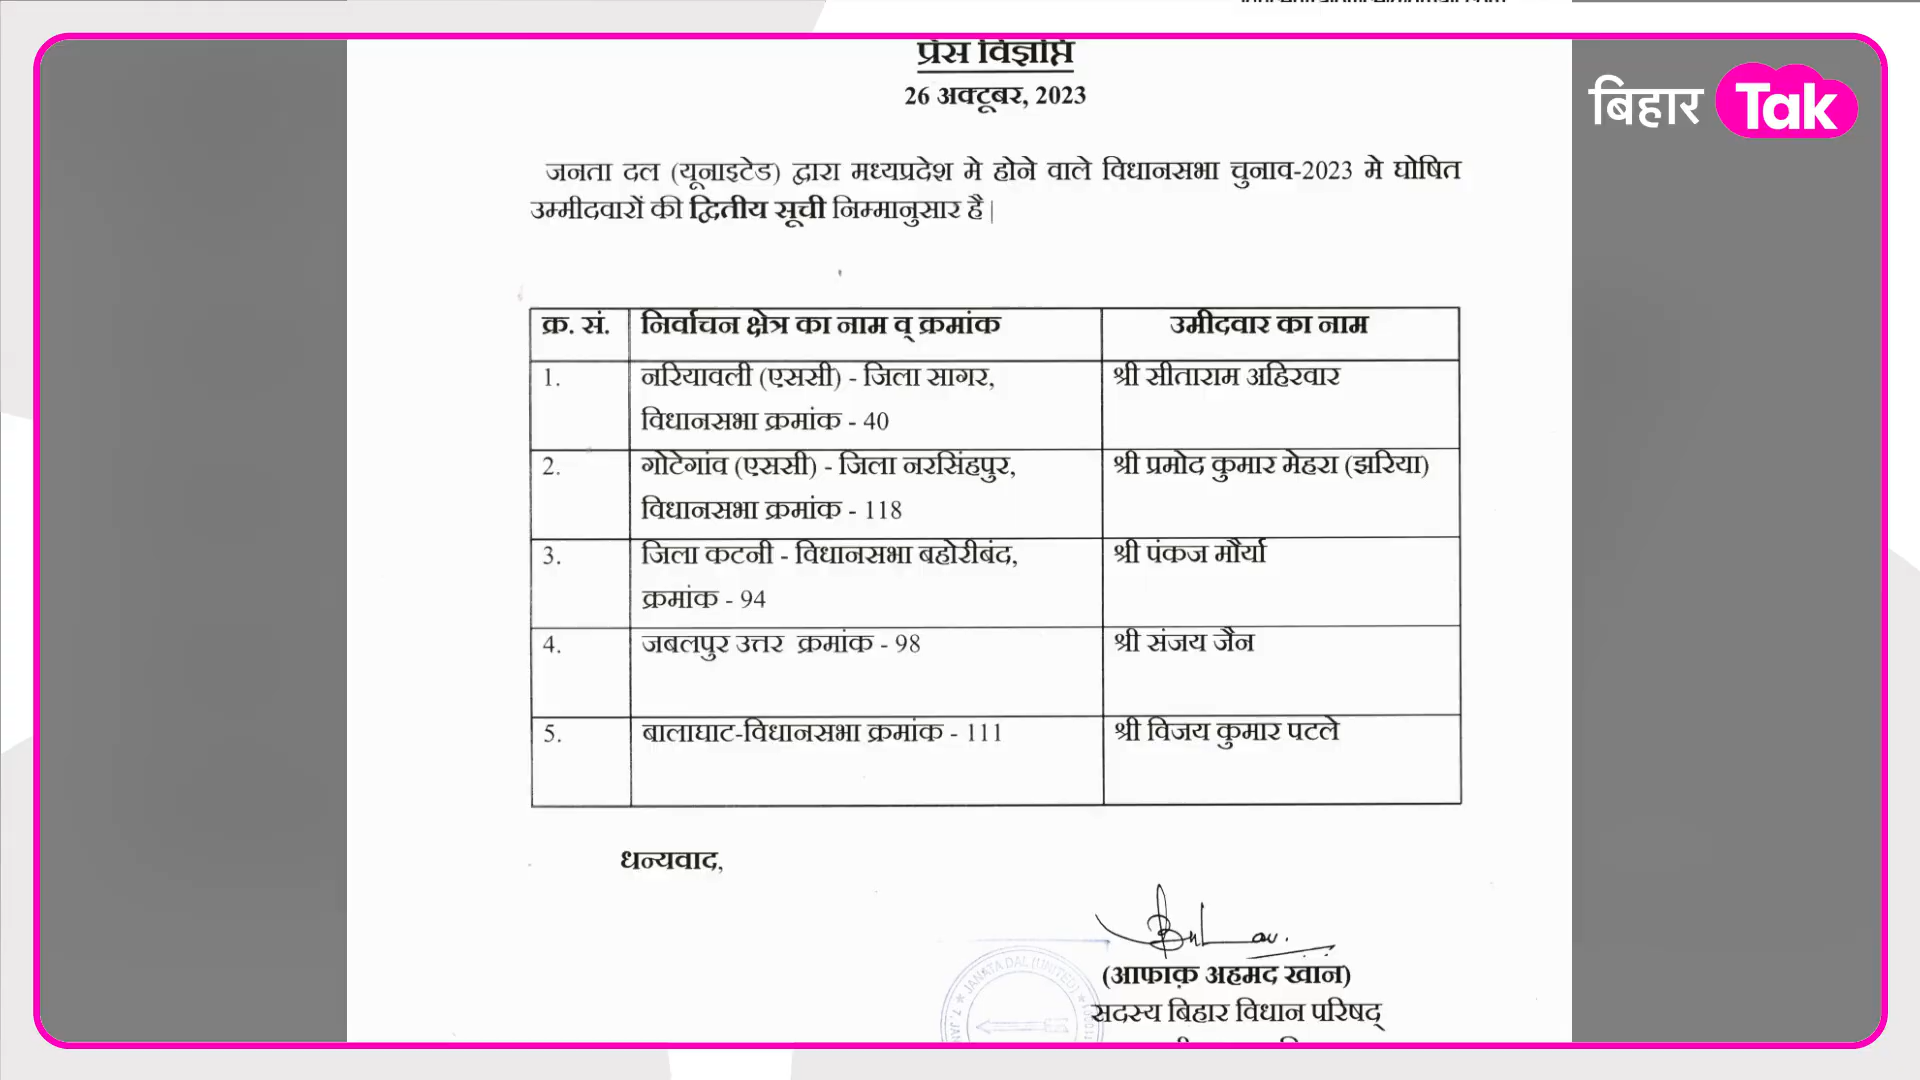 प्रेस विज्ञप्ति
बिहार Tak
26 अक्टूबर, 2023
जनता दल (यूनाइटेड) द्वारा मध्यप्रदेश मे होने वाले विधानसभा चुनाव-2023 मे घोषित
उम्मीदवारों की द्वितीय सूची निम्मानुसार है|
क्र. सं. निर्वाचन क्षेत्र का नाम व् क्रमांक उमीदवार का नाम
1. नरियावली (एससी) - जिला सागर, श्री सीताराम अहिरवार
विधानसभा क्रमांक - 40
2. गोटेगांव (एससी) - जिला नरसिंहपुर, श्री प्रमोद कुमार मेहरा (झरिया)
विधानसभा क्रमांक - 118
3. जिला कटनी - विधानसभा बहोरीबंद, श्री पंकज मौर्या
क्रमांक - 94
4. जबलपुर उत्तर क्रमांक - 98 श्री संजय जैन
5. बालाघाट-विधानसभा क्रमांक - 111 श्री विजय कुमार पटले
धन्यवाद,
JANATA DAL (UNITED)
(आफाक़ अहमद खान)
सदस्य बिहार विधान परिषद्